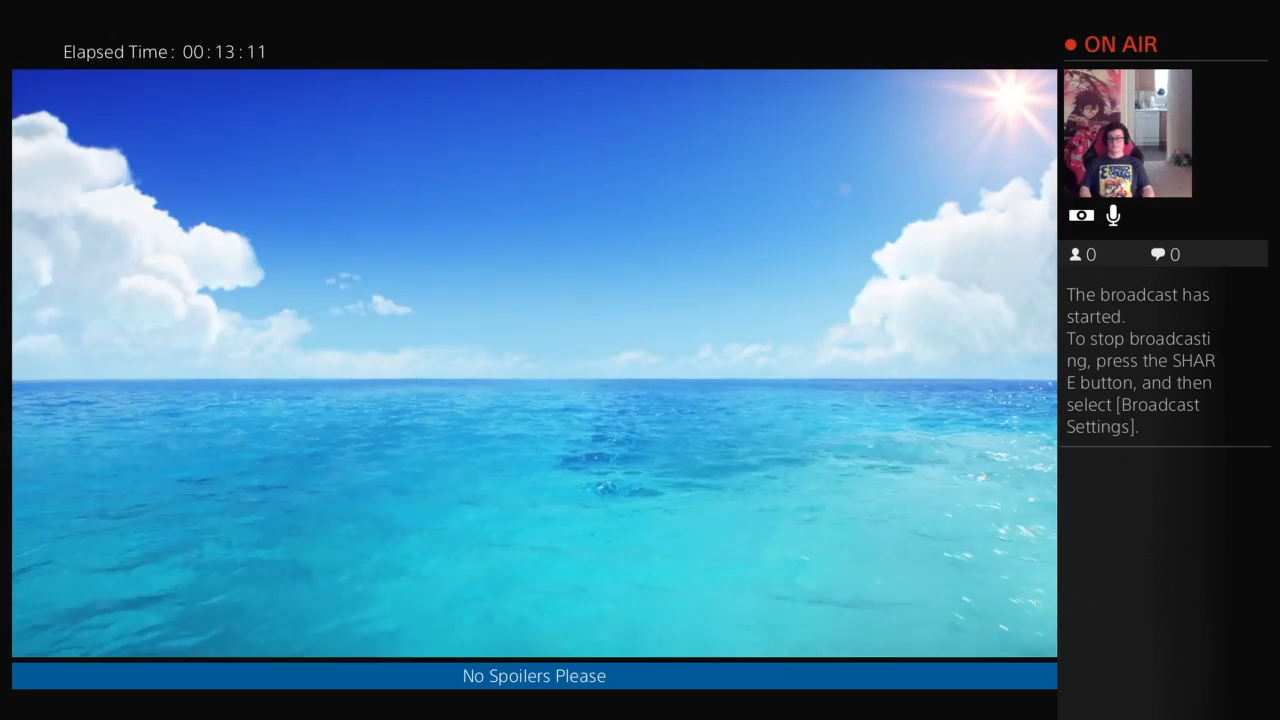 Elapsed Time: 00:13:11
ON AIR
0 0
The broadcast has
started.
To stop broadcasti
ng, press the SHAR
E button, and then
select [Broadcast
Settings].
No Spoilers Please